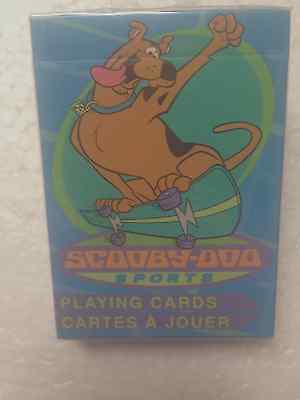 SCOOBY-DOO
SPORTS
PLAYING CARDS
CARTES À JOUER